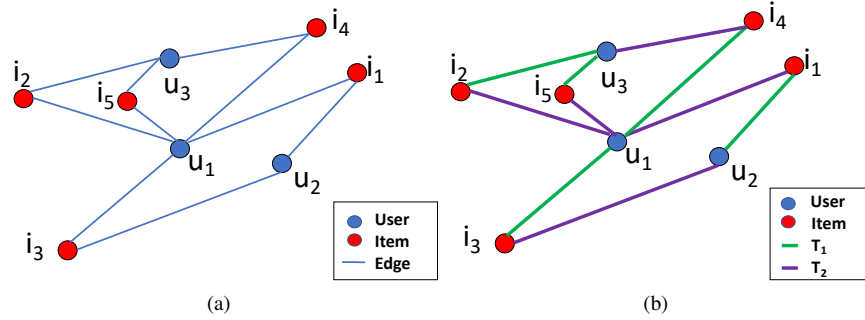 i₄
i₂
u₃
i₁
i₅
u₁
u₂
i₃
User
Item
Edge
(a)
i₄
i₁
i₂
u₃
i₅
u₁
u₂
i₃
User
Item
T₁
T₂
(b)